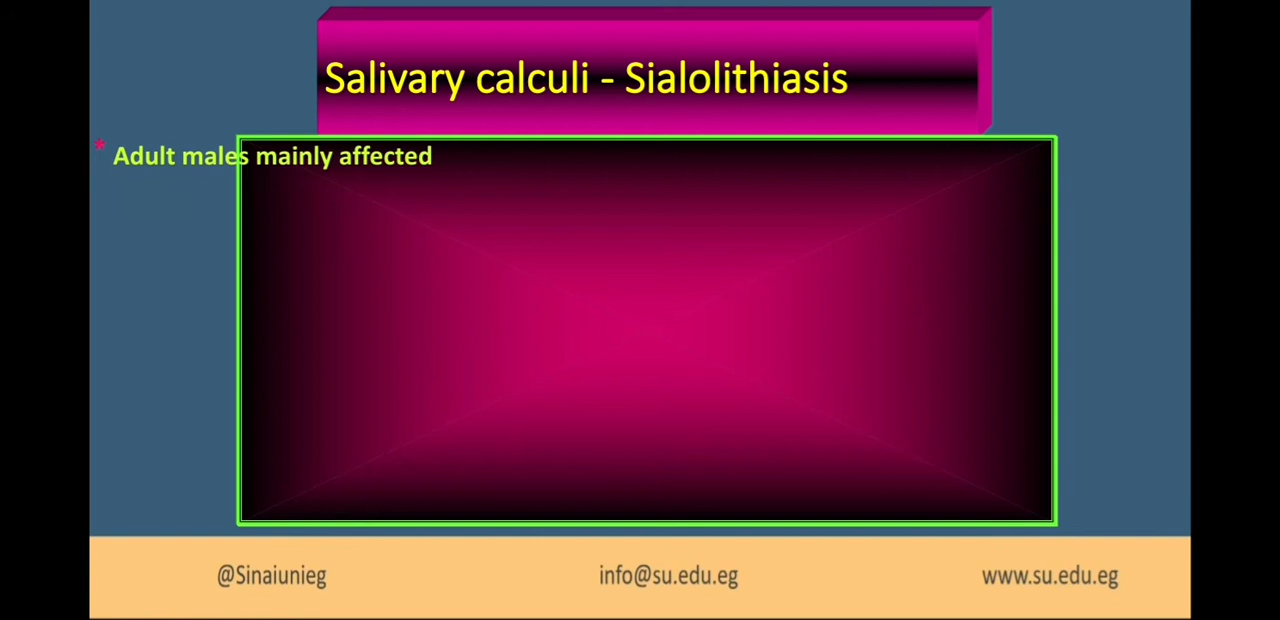 Salivary calculi - Sialolithiasis
* Adult males mainly affected
@Sinaiunieg info@su.edu.eg www.su.edu.eg